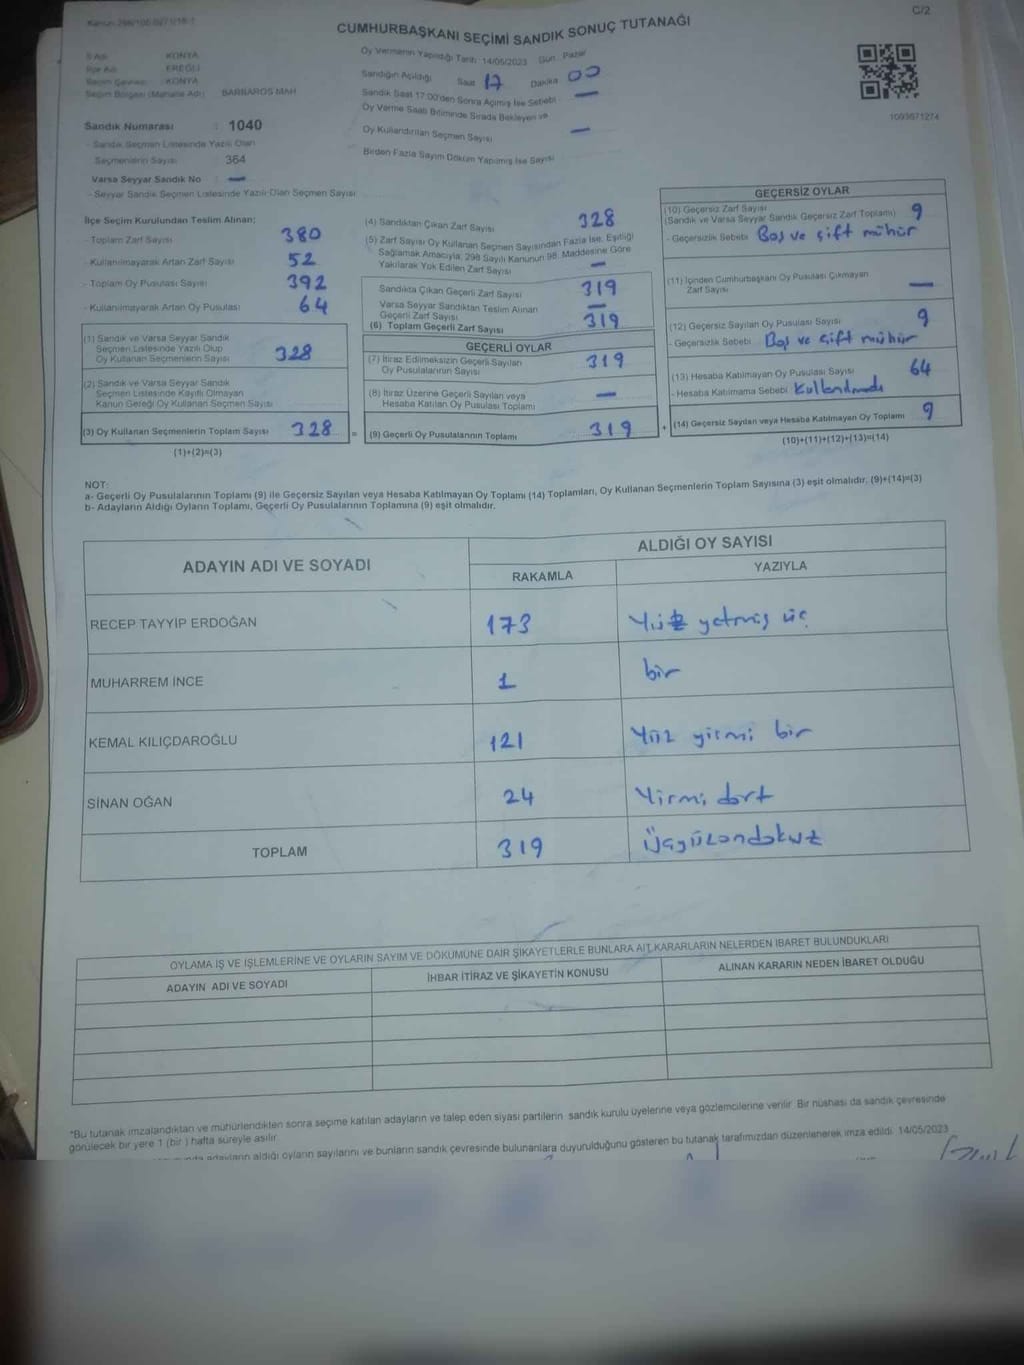 C/2
CUMHURBAŞKANI SEÇİMİ SANDIK SONUÇ TUTANAĞI
İl Adı : KONYA
İlçe Adı : EREĞLİ
Seçim Çevresi : KONYA
Seçim Bölgesi (Mahalle Adı) : BARBAROS MAH
Sandık Numarası : 1040
- Sandık Seçmen Listesinde Yazılı Olan
Seçmenlerin Sayısı : 364
Varsa Seyyar Sandık No : —
- Seyyar Sandık Seçmen Listesinde Yazılı Olan Seçmen Sayısı
Oy Vermenin Yapıldığı Tarih 14/05/2023 Gün Pazar
Sandığın Açıldığı Saat 17 Dakika 00
Sandık Saat 17:00'den Sonra Açılmış İse Sebebi : —
Oy Verme Saati Bitiminde Sırada Bekleyen ve
Oy Kullandırılan Seçmen Sayısı —
Birden Fazla Sayım Döküm Yapılmış İse Sayısı
1093871274
İlçe Seçim Kurulundan Teslim Alınan;
- Toplam Zarf Sayısı 380
- Kullanılmayarak Artan Zarf Sayısı 52
- Toplam Oy Pusulası Sayısı 392
- Kullanılmayarak Artan Oy Pusulası 64
(1) Sandık ve Varsa Seyyar Sandık
Seçmen Listesinde Yazılı Olup
Oy Kullanan Seçmenlerin Sayısı 328
(2) Sandık ve Varsa Seyyar Sandık
Seçmen Listesinde Kayıtlı Olmayan
Kanun Gereği Oy Kullanan Seçmen Sayısı
(3) Oy Kullanan Seçmenlerin Toplam Sayısı 328 =
(1)+(2)=(3)
(4) Sandıktan Çıkan Zarf Sayısı 328
(5) Zarf Sayısı Oy Kullanan Seçmen Sayısından Fazla İse, Eşitliği
Sağlamak Amacıyla, 298 Sayılı Kanunun 98. Maddesine Göre
Yakılarak Yok Edilen Zarf Sayısı —
Sandıkta Çıkan Geçerli Zarf Sayısı 319
Varsa Seyyar Sandıktan Teslim Alınan
Geçerli Zarf Sayısı —
(6) Toplam Geçerli Zarf Sayısı 319
GEÇERLİ OYLAR
(7) İtiraz Edilmeksizin Geçerli Sayılan
Oy Pusulalarının Sayısı 319
(8) İtiraz Üzerine Geçerli Sayılan veya
Hesaba Katılan Oy Pusulası Toplamı —
(9) Geçerli Oy Pusulalarının Toplamı 319 +
GEÇERSİZ OYLAR
(10) Geçersiz Zarf Sayısı
(Sandık ve Varsa Seyyar Sandık Geçersiz Zarf Toplamı) 9
- Geçersizlik Sebebi Boş ve çift mühür
(11) İçinden Cumhurbaşkanı Oy Pusulası Çıkmayan
Zarf Sayısı —
(12) Geçersiz Sayılan Oy Pusulası Sayısı 9
- Geçersizlik Sebebi Boş ve çift mühür
(13) Hesaba Katılmayan Oy Pusulası Sayısı 64
- Hesaba Katılmama Sebebi Kullanılmadı
(14) Geçersiz Sayılan veya Hesaba Katılmayan Oy Toplamı 9
(10)+(11)+(12)+(13)=(14)
NOT:
a- Geçerli Oy Pusulalarının Toplamı (9) ile Geçersiz Sayılan veya Hesaba Katılmayan Oy Toplamı (14) Toplamları, Oy Kullanan Seçmenlerin Toplam Sayısına (3) eşit olmalıdır. (9)+(14)=(3)
b- Adayların Aldığı Oyların Toplamı, Geçerli Oy Pusulalarının Toplamına (9) eşit olmalıdır.
ADAYIN ADI VE SOYADI ALDIĞI OY SAYISI
RAKAMLA YAZIYLA
RECEP TAYYİP ERDOĞAN 173 Yüz yetmiş üç
MUHARREM İNCE 1 bir
KEMAL KILIÇDAROĞLU 121 Yüz yirmi bir
SİNAN OĞAN 24 Yirmi dört
TOPLAM 319 Üçyüzondokuz
OYLAMA İŞ VE İŞLEMLERİNE VE OYLARIN SAYIM VE DÖKÜMÜNE DAİR ŞİKAYETLERLE BUNLARA AİT KARARLARIN NELERDEN İBARET BULUNDUKLARI
ADAYIN ADI VE SOYADI İHBAR İTİRAZ VE ŞİKAYETİN KONUSU ALINAN KARARIN NEDEN İBARET OLDUĞU
*Bu tutanak imzalandıktan ve mühürlendikten sonra seçime katılan adayların ve talep eden siyasi partilerin sandık kurulu üyelerine veya gözlemcilerine verilir. Bir nüshası da sandık çevresinde
görülecek bir yere 1 (bir) hafta süreyle asılır.
adayların aldığı oyların sayılarını ve bunların sandık çevresinde bulunanlara duyurulduğunu gösteren bu tutanak tarafımızdan düzenlenerek imza edildi. 14/05/2023